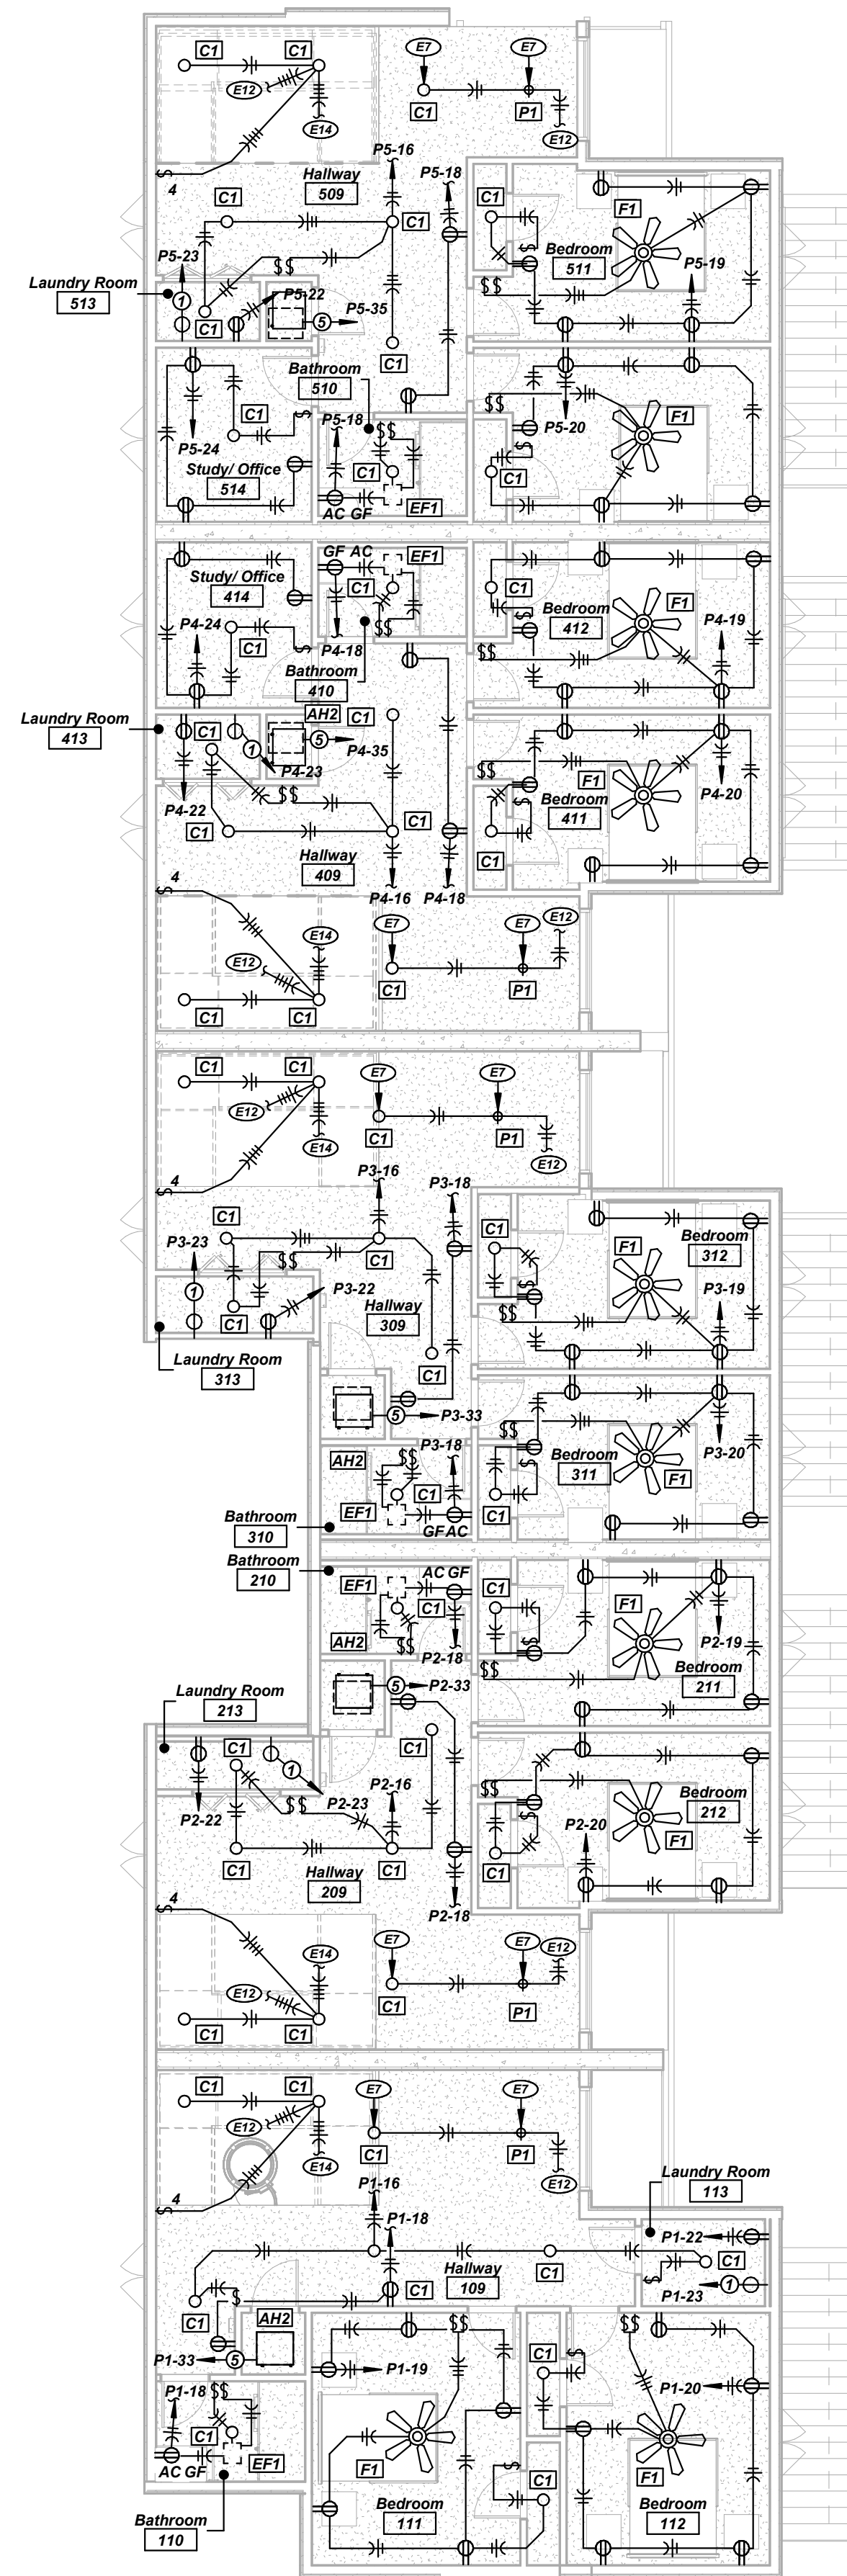 C1 C1 E7 E7
E12 C1 P1
E14 E12
P5-16
4 Hallway P5-18
509
C1 C1 C1 F1
Bedroom
511
P5-23 P5-19
Laundry Room
513
P5-22
1 5 P5-35
C1 C1
Bathroom
510
P5-18 P5-20 F1
C1
P5-24
Study/ Office C1 C1
514
EF1
AC GF
GF AC EF1
Study/ Office
414 C1 C1 F1
Bedroom
412
P4-24 P4-19
C1 P4-18
Bathroom
410
Laundry Room AH2 C1
413 C1
5 P4-35
1 P4-23
F1 P4-20
P4-22 Bedroom
411
C1 C1
C1
Hallway
409
4
P4-16 P4-18
E7 E7 E12
E14
E12
C1 P1
C1 C1
C1 C1 E7 E7
E12 C1 P1
E14 E12
P3-16
4 P3-18
C1 C1 Bedroom
312
P3-23 C1 F1
1 P3-22 P3-19
C1 Hallway
309
Laundry Room C1
313
5 P3-33
P3-18 P3-20
AH2 Bedroom
311 F1
C1
EF1 C1
Bathroom
310 GF AC
Bathroom
210 AC GF
EF1 C1 C1 F1
AH2 P2-19
P2-18 Bedroom
211
5 P2-33
Laundry Room
213
C1 C1
1
P2-16 Bedroom
212
P2-23
P2-22 P2-20 F1
C1 C1 C1
Hallway
209
4
P2-18
E7 E7 E12
E14
E12
C1 P1
C1 C1
C1 C1 E7 E7
E12 C1 P1
E14 E12
Laundry Room
113
P1-16
4
P1-18 P1-22
C1 C1
Hallway
109
P1-23 1
C1 C1
AH2
P1-33 5 P1-19 C1
P1-18 P1-20
C1
EF1 F1 F1
AC GF C1
Bathroom
110
Bedroom
111
Bedroom
112